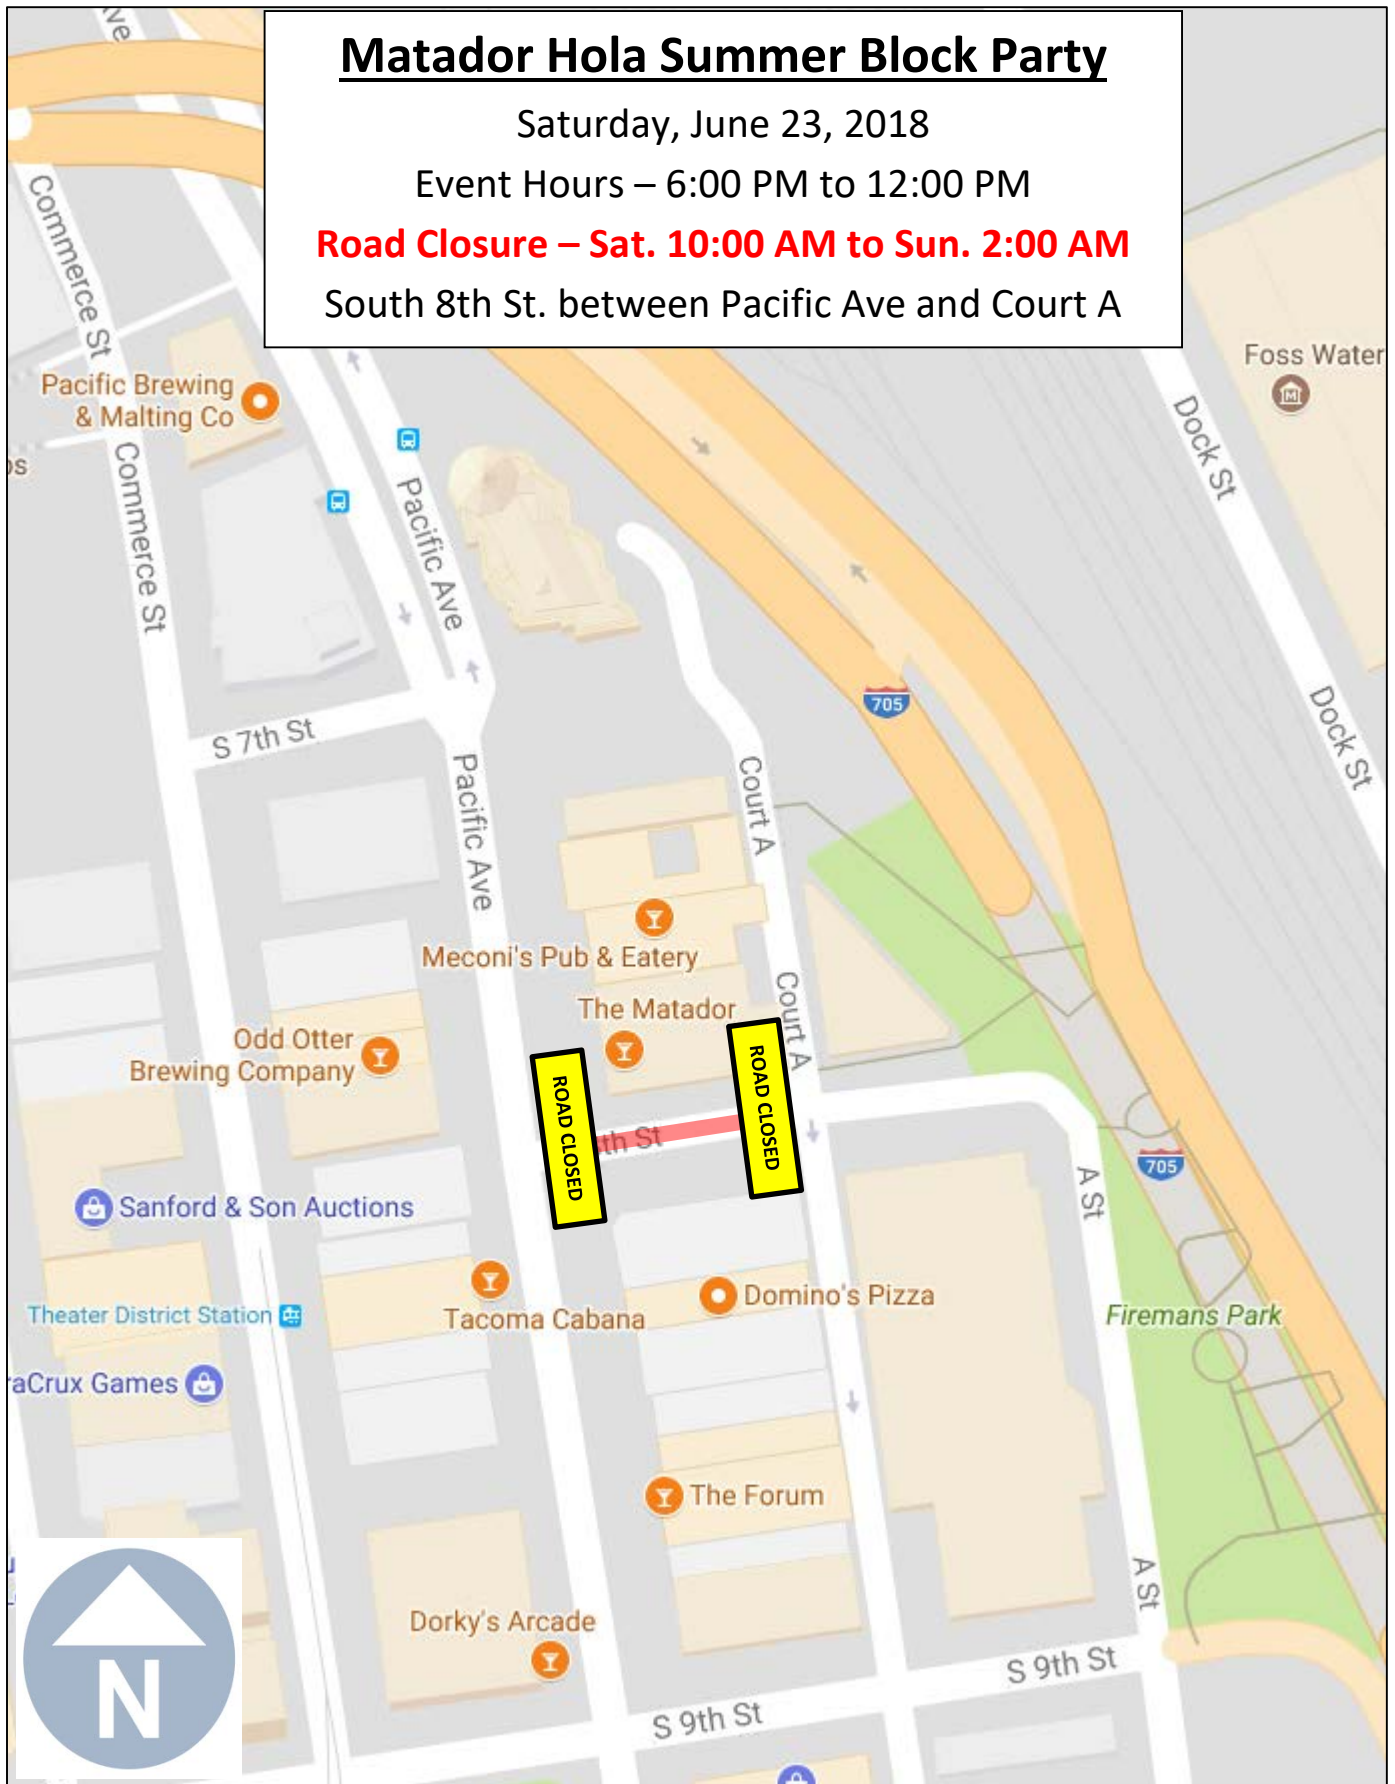 Matador Hola Summer Block Party
Saturday, June 23, 2018
Event Hours – 6:00 PM to 12:00 PM
Road Closure – Sat. 10:00 AM to Sun. 2:00 AM
South 8th St. between Pacific Ave and Court A
Ave
Commerce St
Foss Water
Pacific Brewing
& Malting Co
Dock St
Commerce St
Pacific Ave
705
Dock St
S 7th St
Pacific Ave
Court A
Meconi's Pub & Eatery
The Matador
Court A
Odd Otter
Brewing Company
ROAD CLOSED
ROAD CLOSED
th St
705
A St
Sanford & Son Auctions
Domino's Pizza
Tacoma Cabana
Theater District Station
Firemans Park
aCrux Games
The Forum
A St
Dorky's Arcade
N
S 9th St
S 9th St